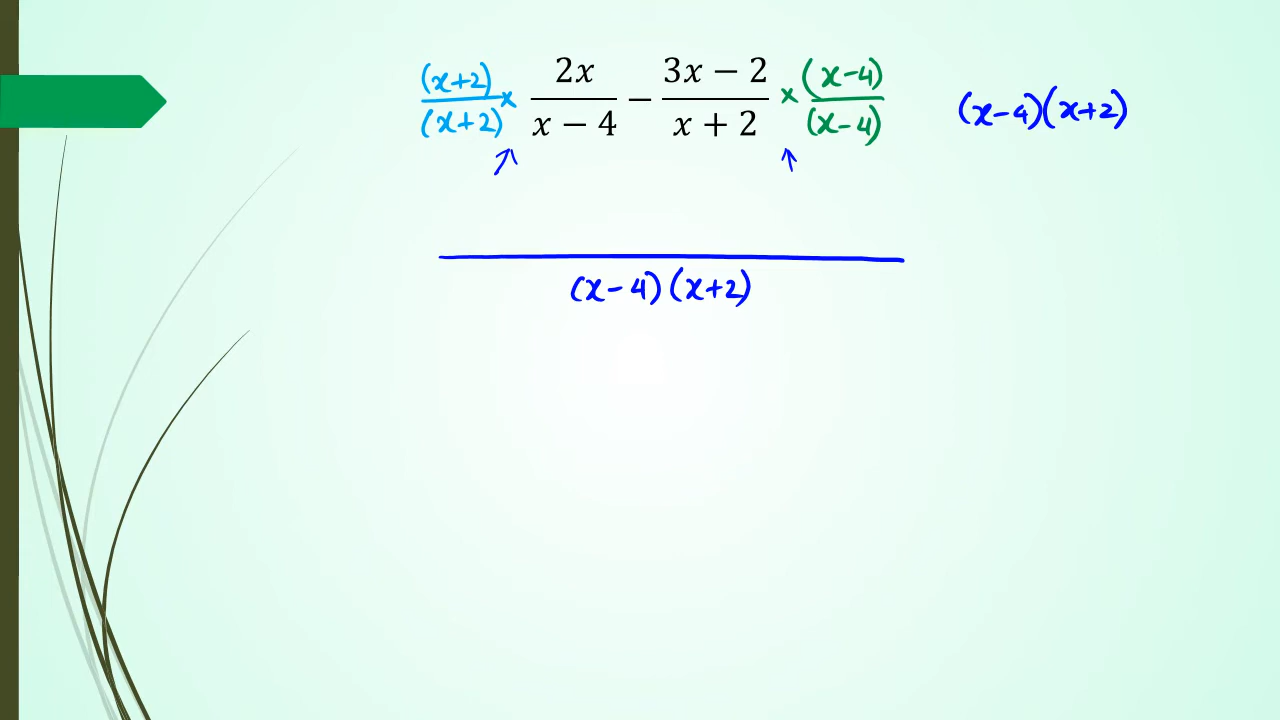 (x+2)/(x+2) × 2x/(x − 4) − (3x − 2)/(x + 2) × (x−4)/(x−4) (x−4)(x+2)
(x−4)(x+2)